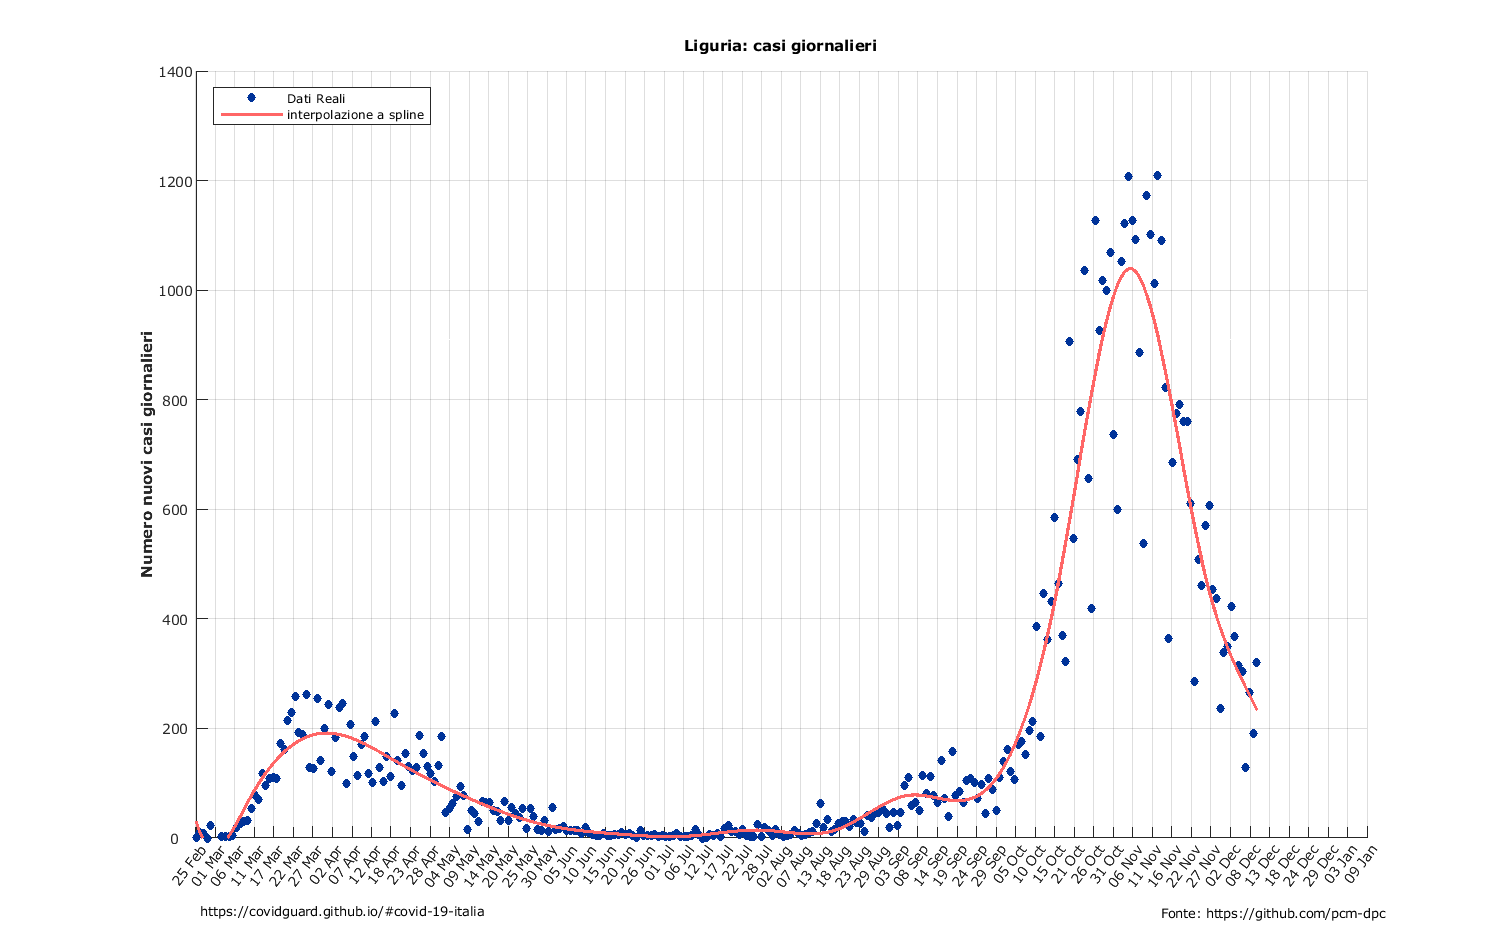 Liguria: casi giornalieri
Dati Reali
interpolazione a spline
Numero nuovi casi giornalieri
1400
1200
1000
800
600
400
200
0
25 Feb
01 Mar
06 Mar
11 Mar
17 Mar
22 Mar
27 Mar
02 Apr
07 Apr
12 Apr
18 Apr
23 Apr
28 Apr
04 May
09 May
14 May
20 May
25 May
30 May
05 Jun
10 Jun
15 Jun
20 Jun
26 Jun
01 Jul
06 Jul
12 Jul
17 Jul
22 Jul
28 Jul
02 Aug
07 Aug
13 Aug
18 Aug
23 Aug
29 Aug
03 Sep
08 Sep
14 Sep
19 Sep
24 Sep
29 Sep
05 Oct
10 Oct
15 Oct
21 Oct
26 Oct
31 Oct
06 Nov
11 Nov
16 Nov
22 Nov
27 Nov
02 Dec
08 Dec
13 Dec
18 Dec
24 Dec
29 Dec
03 Jan
09 Jan
https://covidguard.github.io/#covid-19-italia
Fonte: https://github.com/pcm-dpc